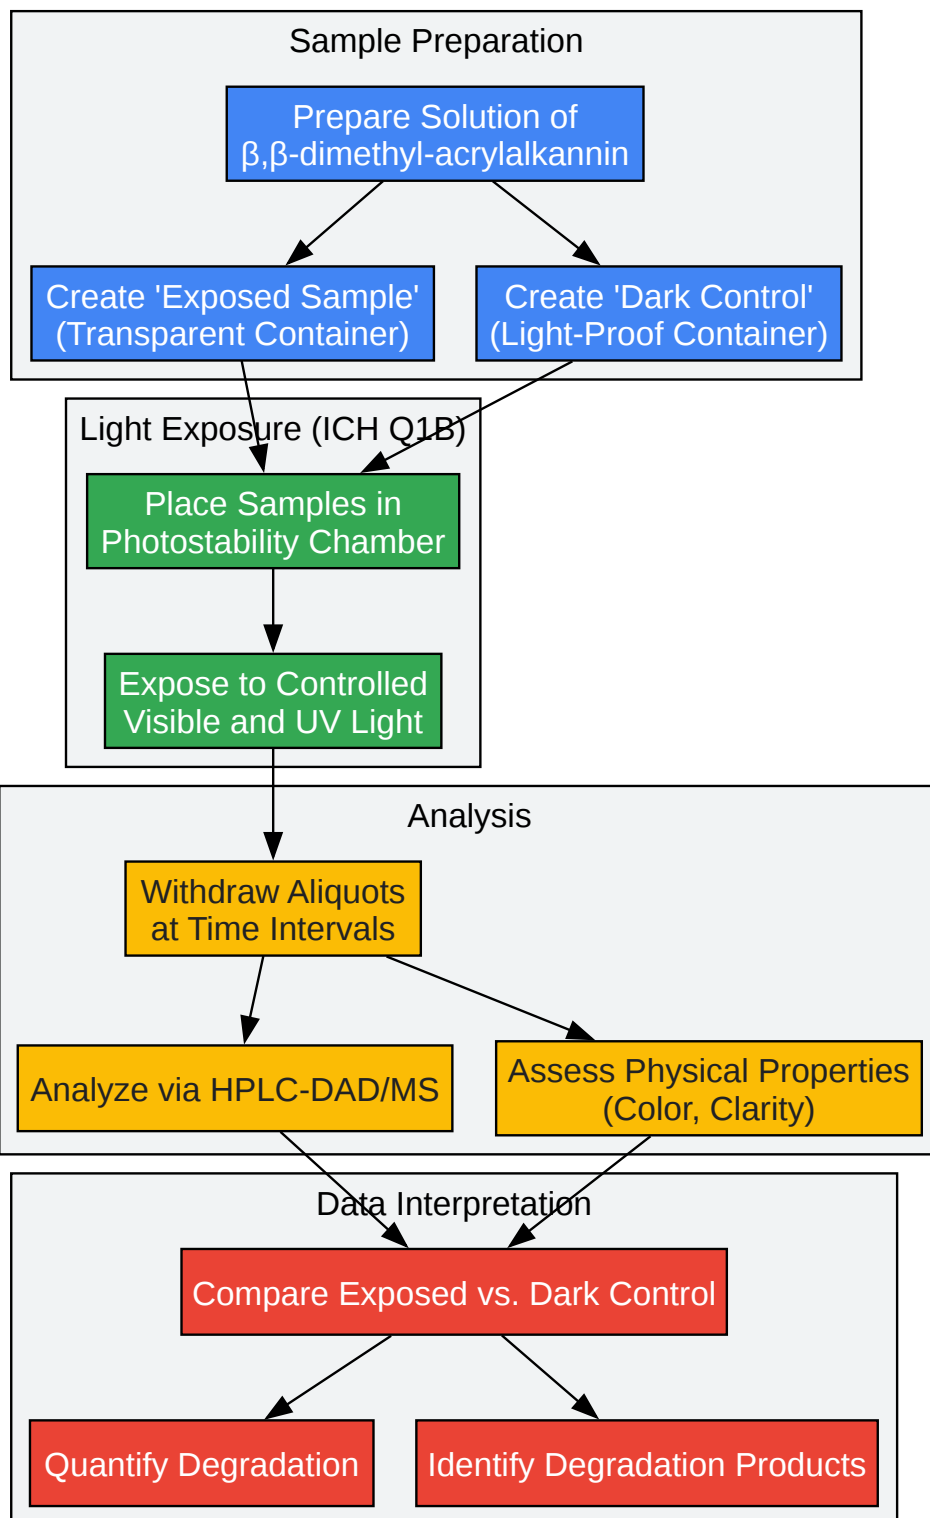 Sample Preparation
Prepare Solution of
β,β-dimethyl-acrylalkannin
Create 'Exposed Sample'
(Transparent Container)
Create 'Dark Control'
(Light-Proof Container)
Light Exposure (ICH Q1B)
Place Samples in
Photostability Chamber
Expose to Controlled
Visible and UV Light
Analysis
Withdraw Aliquots
at Time Intervals
Analyze via HPLC-DAD/MS
Assess Physical Properties
(Color, Clarity)
Data Interpretation
Compare Exposed vs. Dark Control
Quantify Degradation
Identify Degradation Products